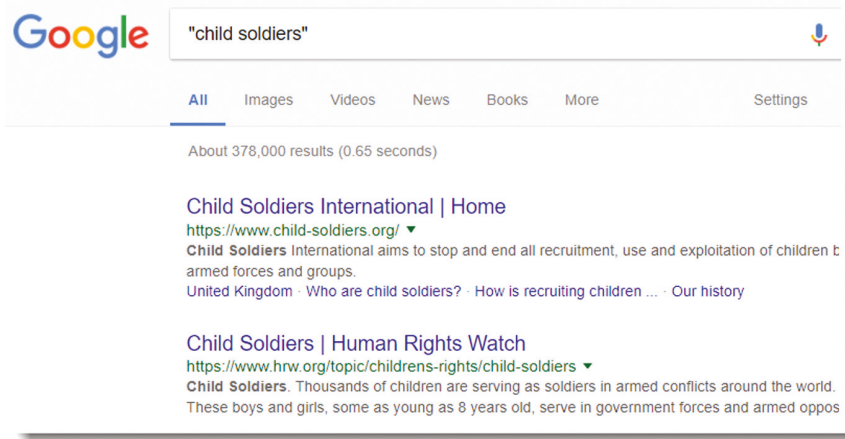 Google
"child soldiers"
All Images Videos News Books More Settings
About 378,000 results (0.65 seconds)
Child Soldiers International | Home
https://www.child-soldiers.org/
Child Soldiers International aims to stop and end all recruitment, use and exploitation of children
armed forces and groups.
United Kingdom · Who are child soldiers? · How is recruiting children ... · Our history
Child Soldiers | Human Rights Watch
https://www.hrw.org/topic/childrens-rights/child-soldiers
Child Soldiers. Thousands of children are serving as soldiers in armed conflicts around the world.
These boys and girls, some as young as 8 years old, serve in government forces and armed oppos